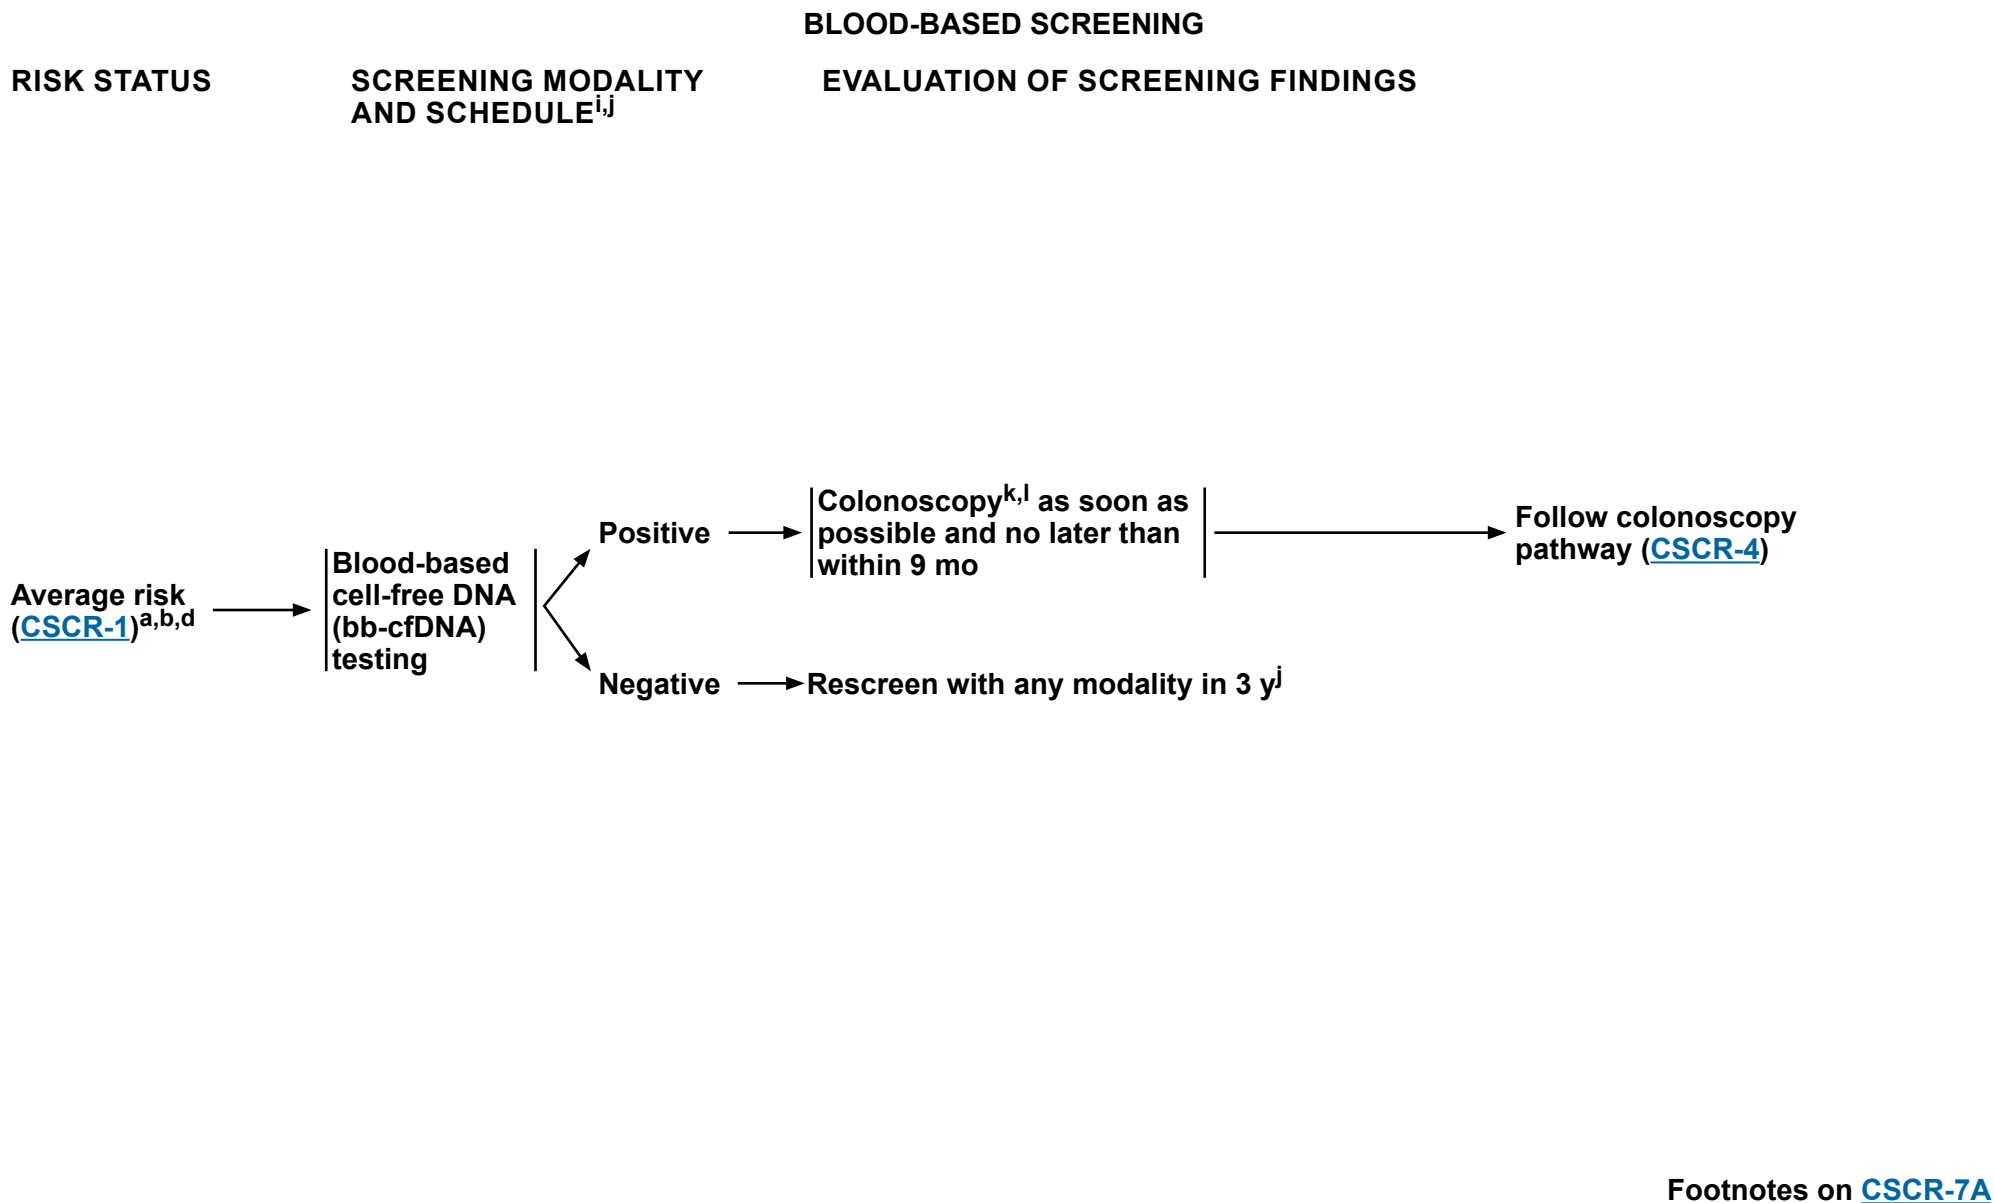 BLOOD-BASED SCREENING
RISK STATUS
SCREENING MODALITY
AND SCHEDULEi,j
EVALUATION OF SCREENING FINDINGS
Average risk
(CSCR-1)a,b,d
Blood-based
cell-free DNA
(bb-cfDNA)
testing
Positive
Colonoscopyk,l as soon as
possible and no later than
within 9 mo
Follow colonoscopy
pathway (CSCR-4)
Negative
Rescreen with any modality in 3 yj
Footnotes on CSCR-7A